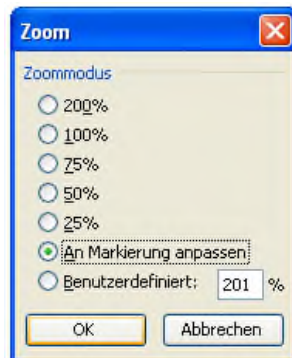 Zoom
Zoommodus
200%
100%
75%
50%
25%
An Markierung anpassen
Benutzerdefiniert: 201 %
OK Abbrechen